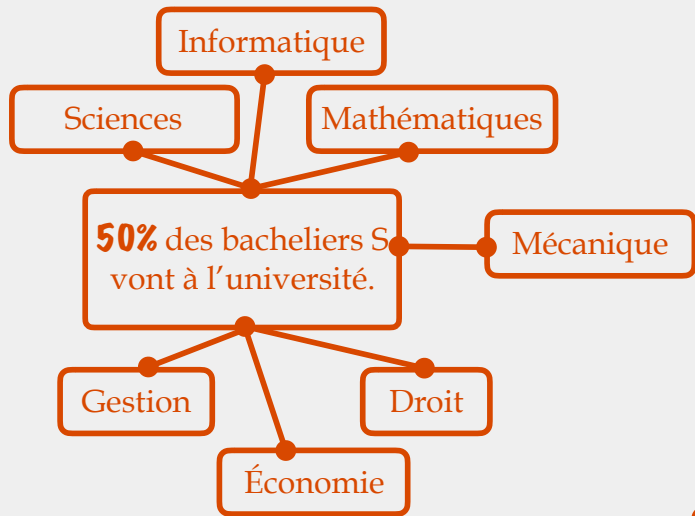 Informatique
Sciences
Mathématiques
50% des bacheliers S
vont à l’université.
Mécanique
Gestion
Droit
Économie